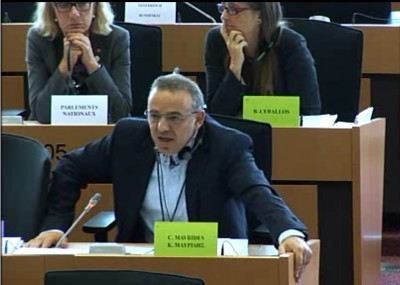 PARLEMENTS
NATIONAUX
B. CEBALLOS
05
C. MAVRIDES
Κ. ΜΑΥΡΙΔΗΣ